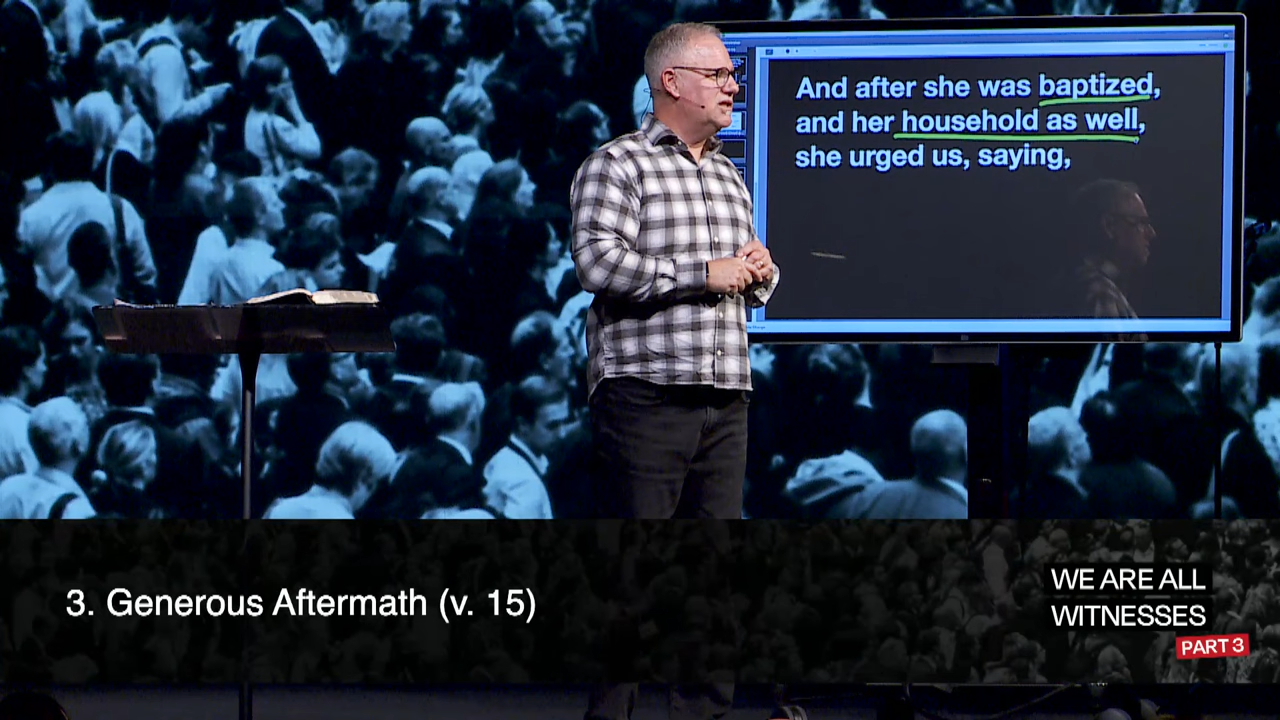 And after she was baptized,
and her household as well,
she urged us, saying,
3. Generous Aftermath (v. 15)
WE ARE ALL
WITNESSES
PART 3